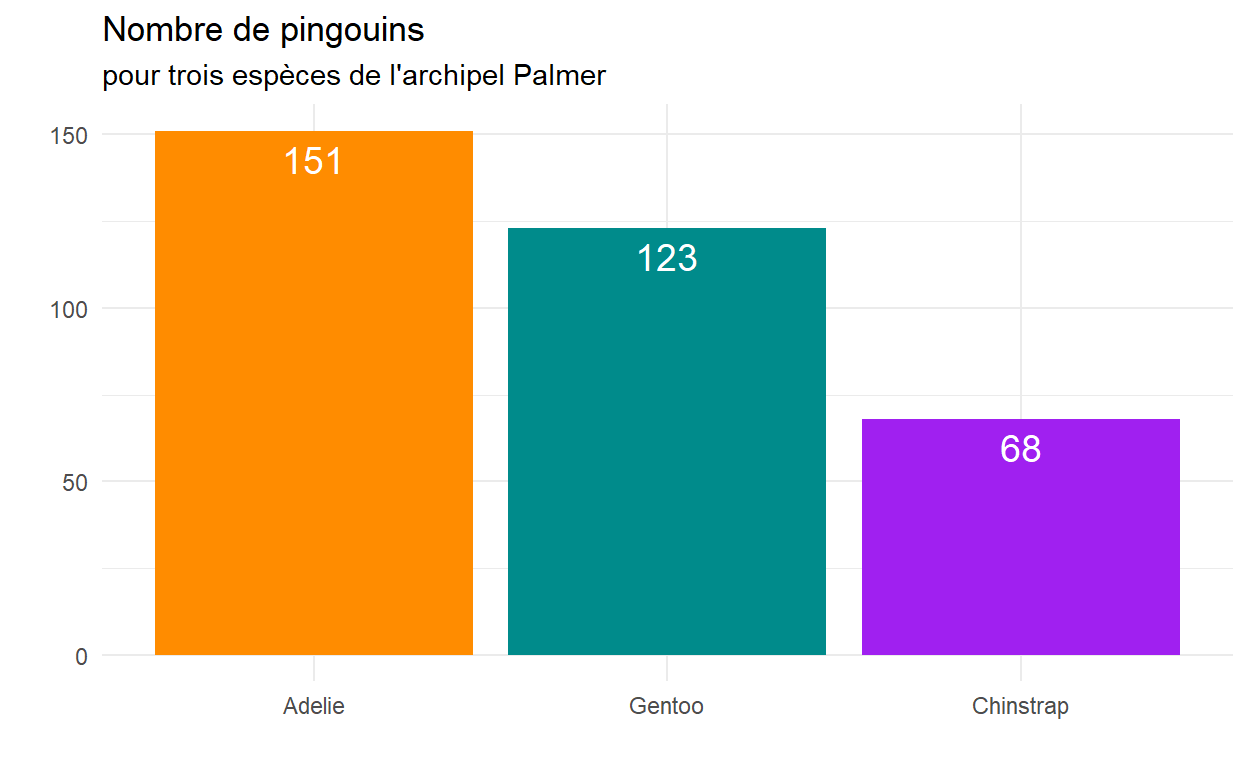 Nombre de pingouins
pour trois espèces de l'archipel Palmer
150
151
123
100
68
50
0
Adelie Gentoo Chinstrap